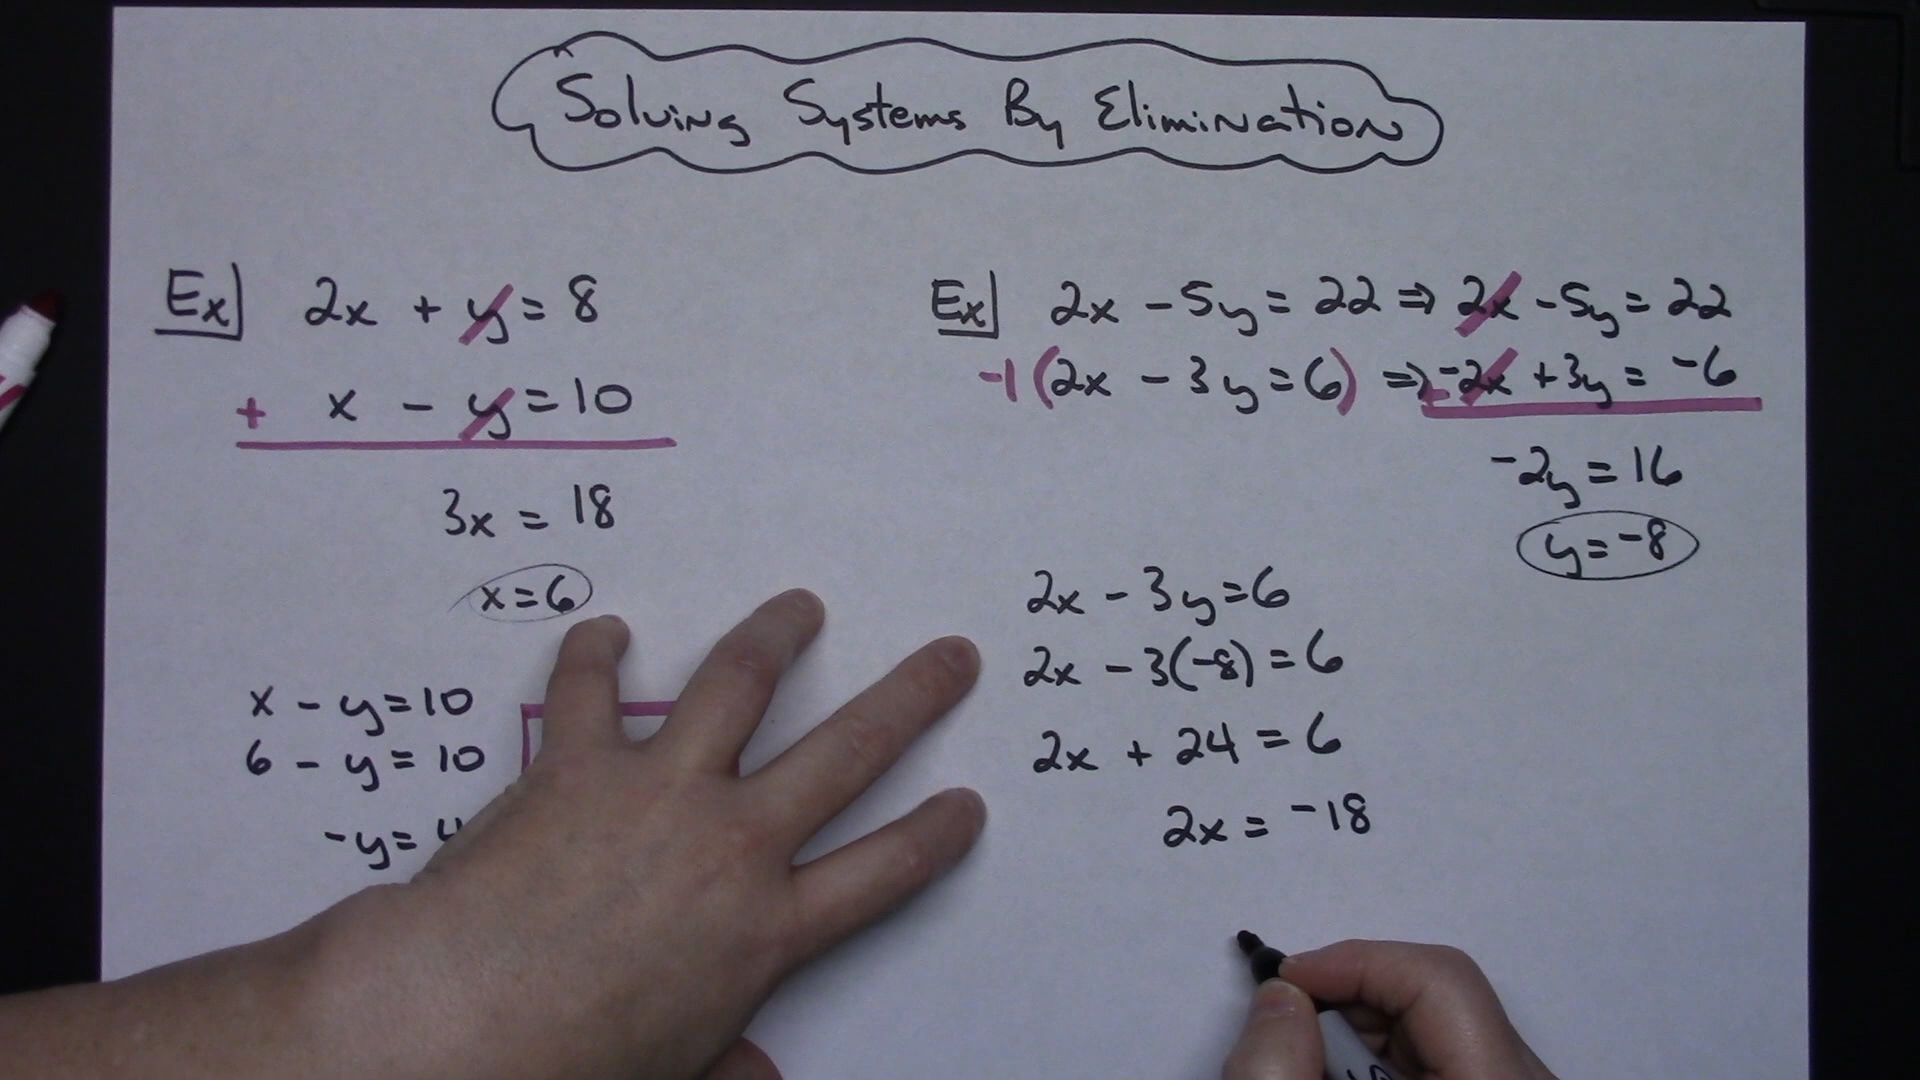 Solving Systems By Elimination
Ex] 2x + y = 8
+ x - y = 10
3x = 18
x = 6
x - y = 10
6 - y = 10
-y = 4
Ex] 2x - 5y = 22 ⇒ 2x - 5y = 22
-1(2x - 3y = 6) ⇒ -2x + 3y = -6
-2y = 16
y = -8
2x - 3y = 6
2x - 3(-8) = 6
2x + 24 = 6
2x = -18